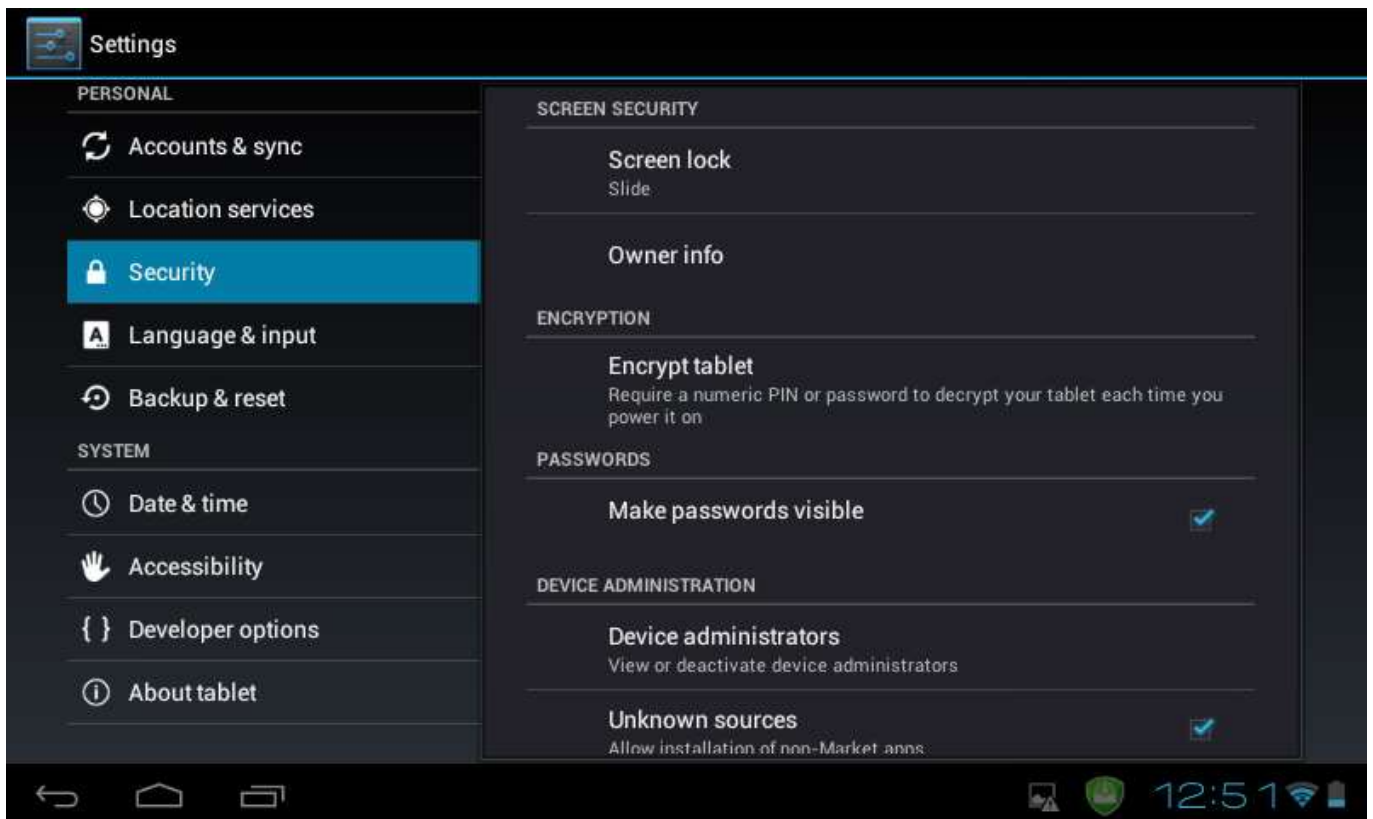 Settings
PERSONAL
Accounts & sync
Location services
Security
Language & input
Backup & reset
SYSTEM
Date & time
Accessibility
{ } Developer options
About tablet
SCREEN SECURITY
Screen lock
Slide
Owner info
ENCRYPTION
Encrypt tablet
Require a numeric PIN or password to decrypt your tablet each time you
power it on
PASSWORDS
Make passwords visible
DEVICE ADMINISTRATION
Device administrators
View or deactivate device administrators
Unknown sources
Allow installation of non-Market apps
12:51